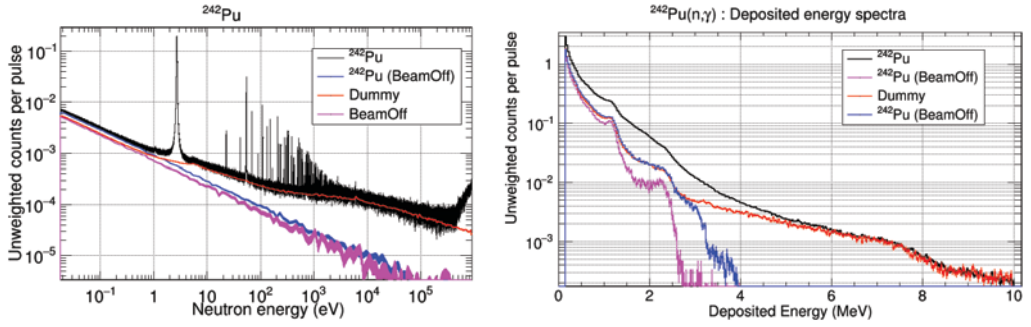 ²⁴²Pu
Unweighted counts per pulse
10⁻¹
10⁻²
10⁻³
10⁻⁴
10⁻⁵
²⁴²Pu
²⁴²Pu (BeamOff)
Dummy
BeamOff
10⁻¹ 1 10 10² 10³ 10⁴ 10⁵
Neutron energy (eV)
²⁴²Pu(n,γ) : Deposited energy spectra
Unweighted counts per pulse
1
10⁻¹
10⁻²
10⁻³
²⁴²Pu
²⁴²Pu (BeamOff)
Dummy
²⁴²Pu (BeamOff)
0 2 4 6 8 10
Deposited Energy (MeV)